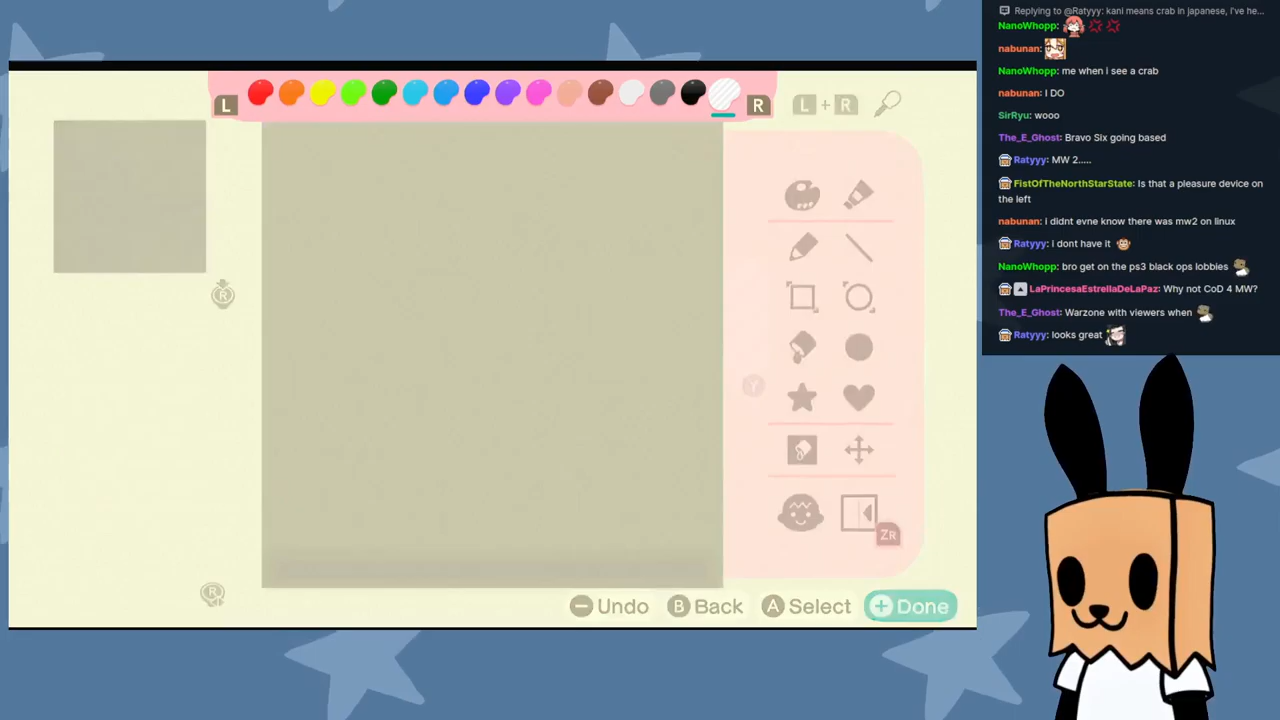 L
R
L + R
R
Y
ZR
R
Undo
B Back
A Select
Done
Replying to @Ratyyy: kani means crab in japanese, i've he...
NanoWhopp:
nabunan:
NanoWhopp: me when i see a crab
nabunan: I DO
SirRyu: wooo
The_E_Ghost: Bravo Six going based
Ratyyy: MW 2.....
FistOfTheNorthStarState: Is that a pleasure device on
the left
nabunan: i didnt evne know there was mw2 on linux
Ratyyy: i dont have it
NanoWhopp: bro get on the ps3 black ops lobbies
LaPrincesaEstrellaDeLaPaz: Why not CoD 4 MW?
The_E_Ghost: Warzone with viewers when
Ratyyy: looks great